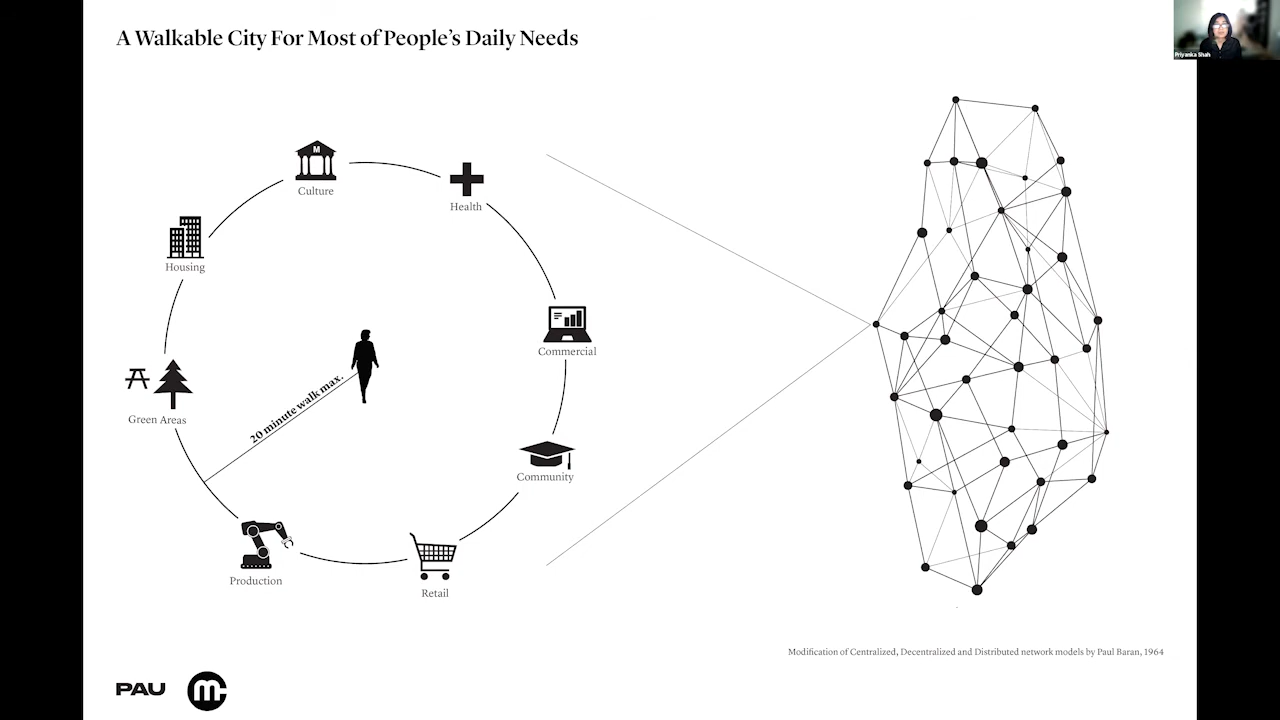 A Walkable City For Most of People's Daily Needs
Priyanka Shah
M
Culture
Health
Housing
Commercial
20 minute walk max.
Green Areas
Community
Production
Retail
Modification of Centralized, Decentralized and Distributed network models by Paul Baran, 1964
PAU
mc